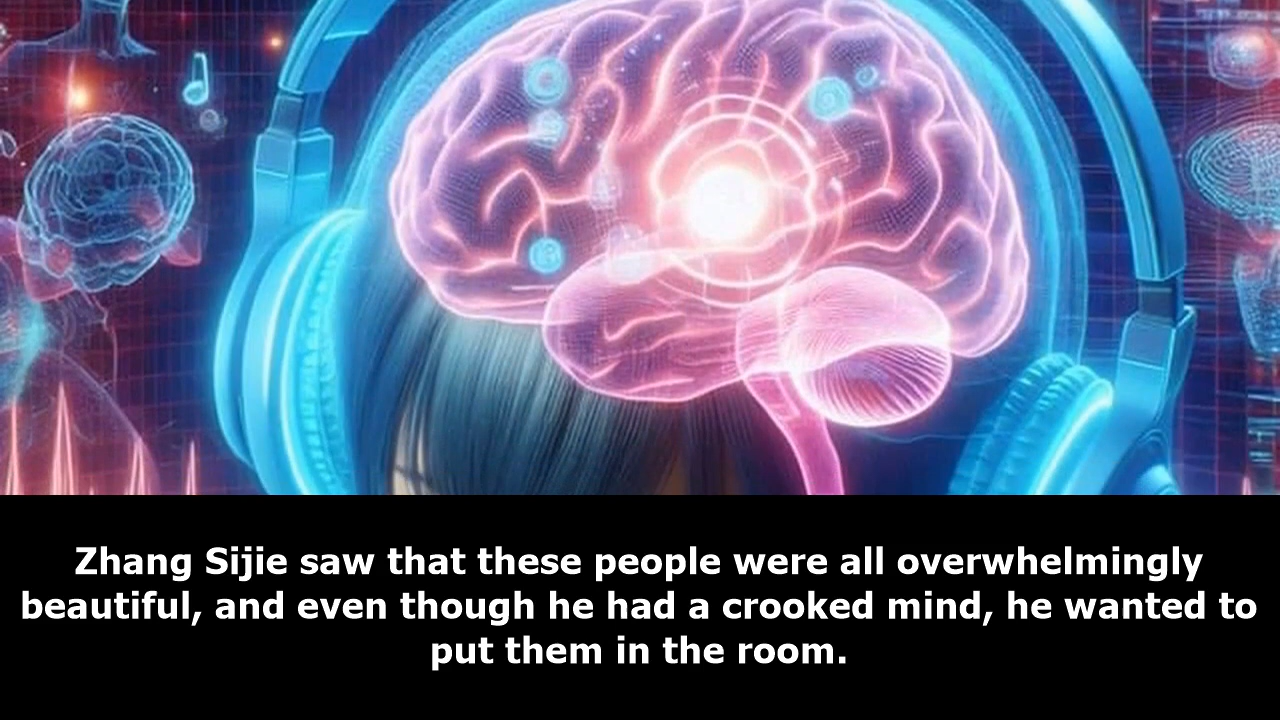 Zhang Sijie saw that these people were all overwhelmingly
beautiful, and even though he had a crooked mind, he wanted to
put them in the room.